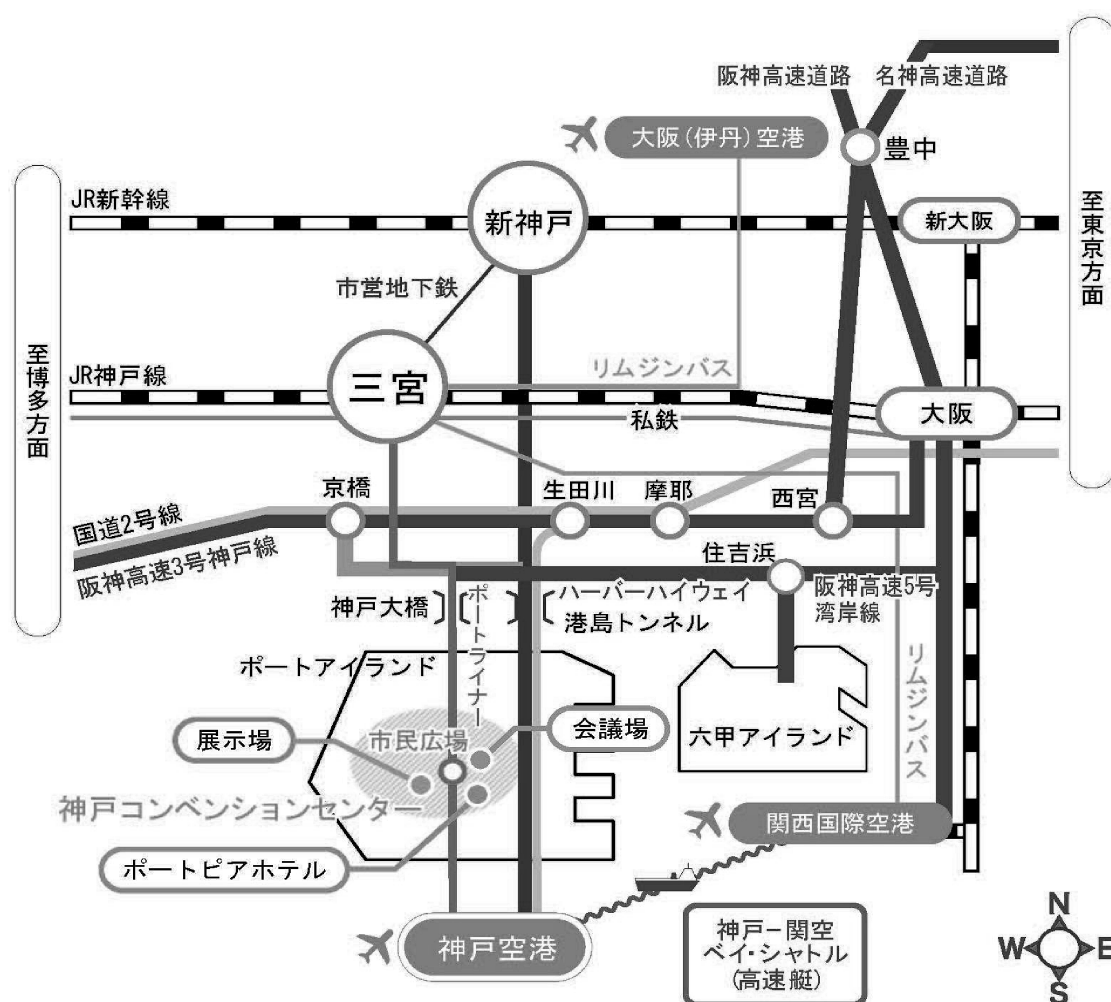 阪神高速道路
名神高速道路
大阪(伊丹)空港
豊中
至東京方面
JR新幹線
新神戸
新大阪
市営地下鉄
至博多方面
JR神戸線
三宮
リムジンバス
私鉄
大阪
京橋
生田川
摩耶
西宮
国道2号線
阪神高速3号神戸線
住吉浜
神戸大橋
ポートライナー
ハーバーハイウェイ
港島トンネル
阪神高速5号
湾岸線
ポートアイランド
リムジンバス
展示場
市民広場
会議場
六甲アイランド
神戸コンベンションセンター
関西国際空港
ポートピアホテル
神戸空港
神戸−関空
ベイ・シャトル
(高速艇)
N
W
E
S